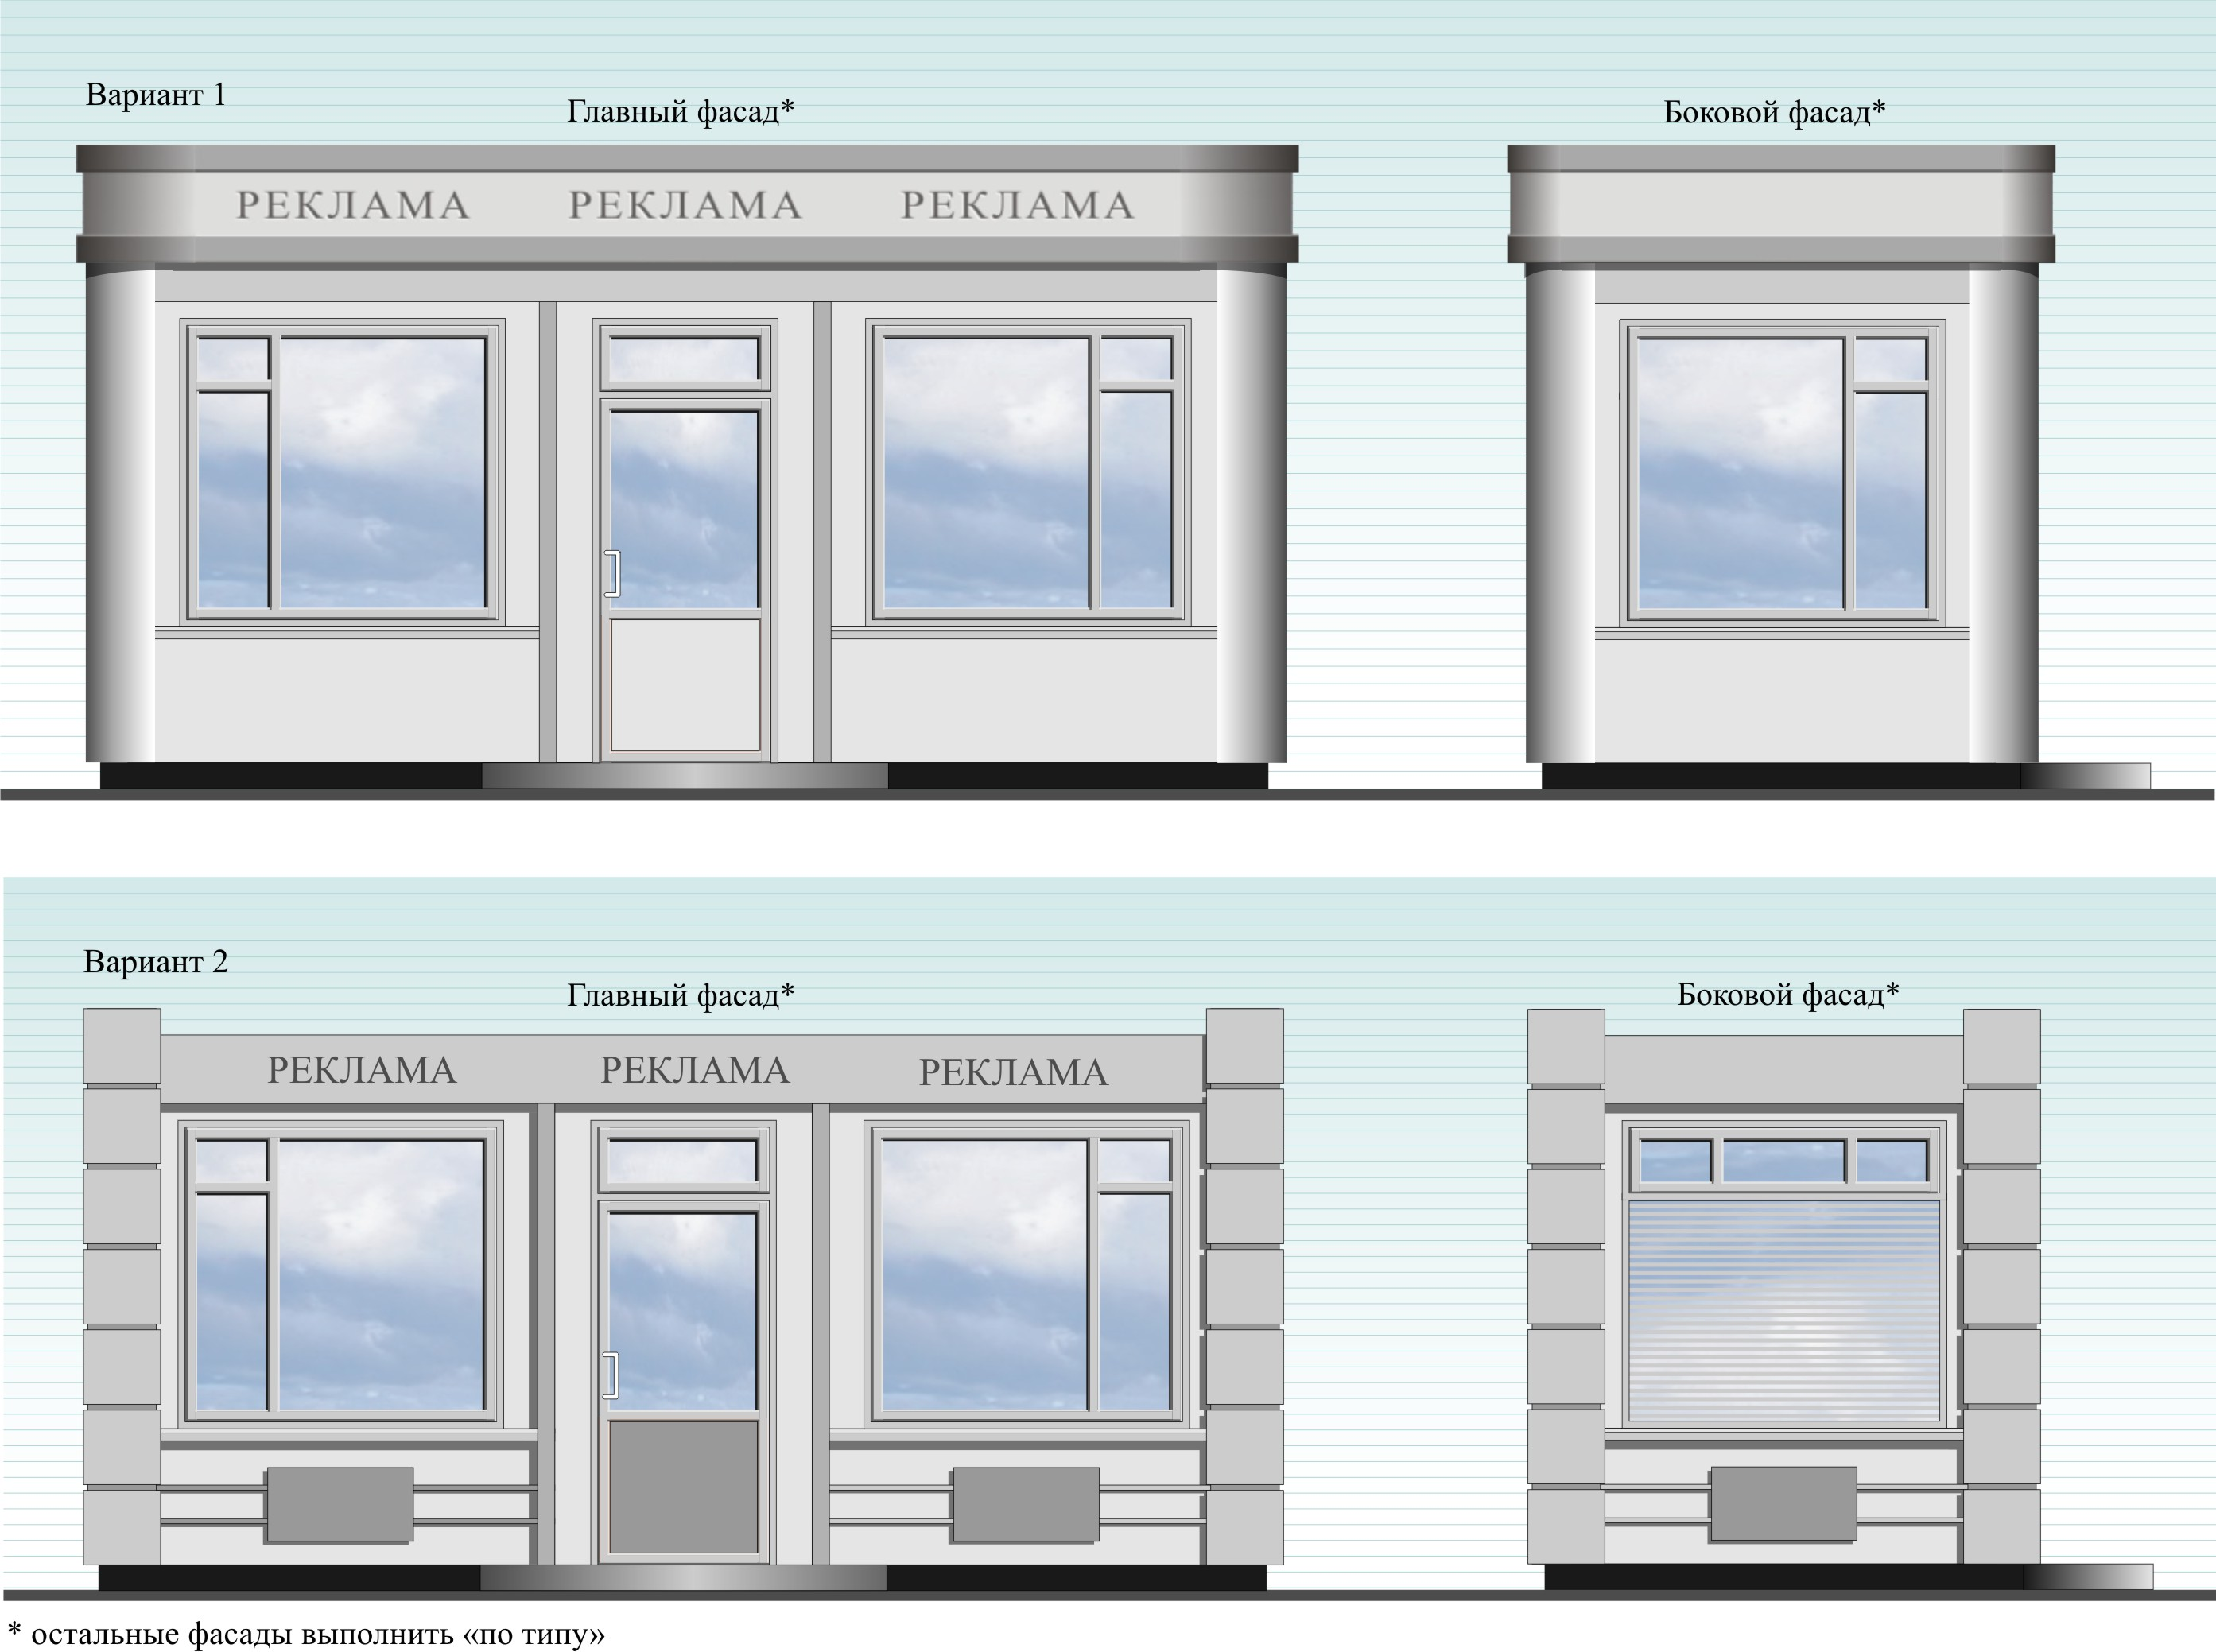 Вариант 1
Главный фасад*
Боковой фасад*
РЕКЛАМА РЕКЛАМА РЕКЛАМА
Вариант 2
Главный фасад*
Боковой фасад*
РЕКЛАМА РЕКЛАМА РЕКЛАМА
* остальные фасады выполнить «по типу»